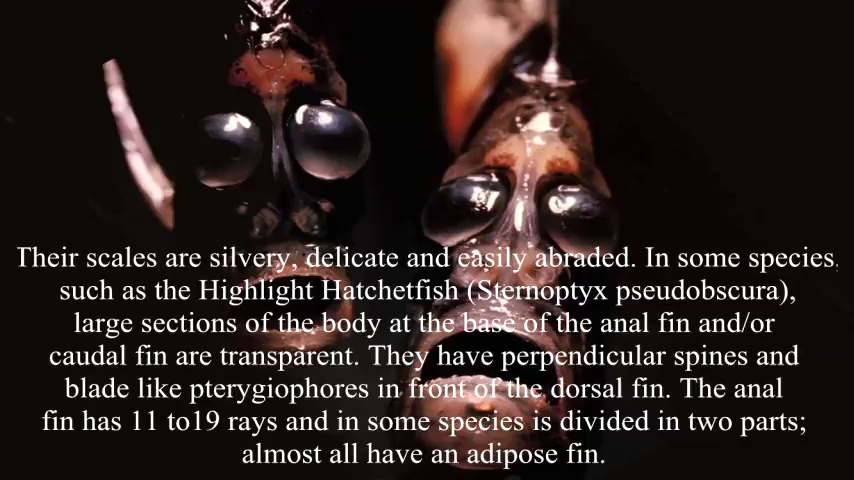 Their scales are silvery, delicate and easily abraded. In some species,
such as the Highlight Hatchetfish (Sternoptyx pseudobscura),
large sections of the body at the base of the anal fin and/or
caudal fin are transparent. They have perpendicular spines and
blade like pterygiophores in front of the dorsal fin. The anal
fin has 11 to19 rays and in some species is divided in two parts;
almost all have an adipose fin.